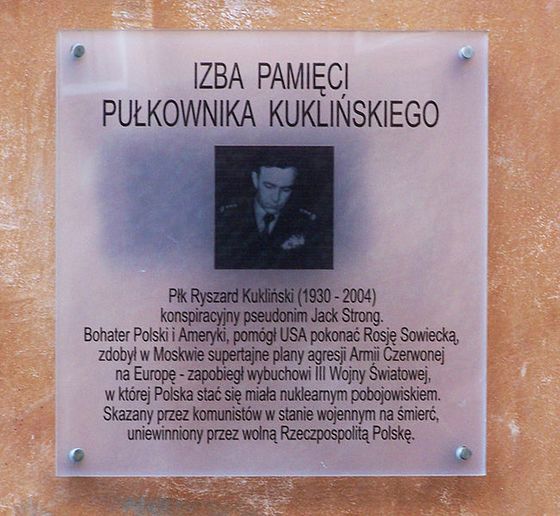 IZBA PAMIĘCI
PUŁKOWNIKA KUKLIŃSKIEGO
Płk Ryszard Kukliński (1930 - 2004)
konspiracyjny pseudonim Jack Strong.
Bohater Polski i Ameryki, pomógł USA pokonać Rosję Sowiecką,
zdobył w Moskwie supertajne plany agresji Armii Czerwonej
na Europę - zapobiegł wybuchowi III Wojny Światowej,
w której Polska stać się miała nuklearnym pobojowiskiem.
Skazany przez komunistów w stanie wojennym na śmierć,
uniewinniony przez wolną Rzeczpospolitą Polskę.